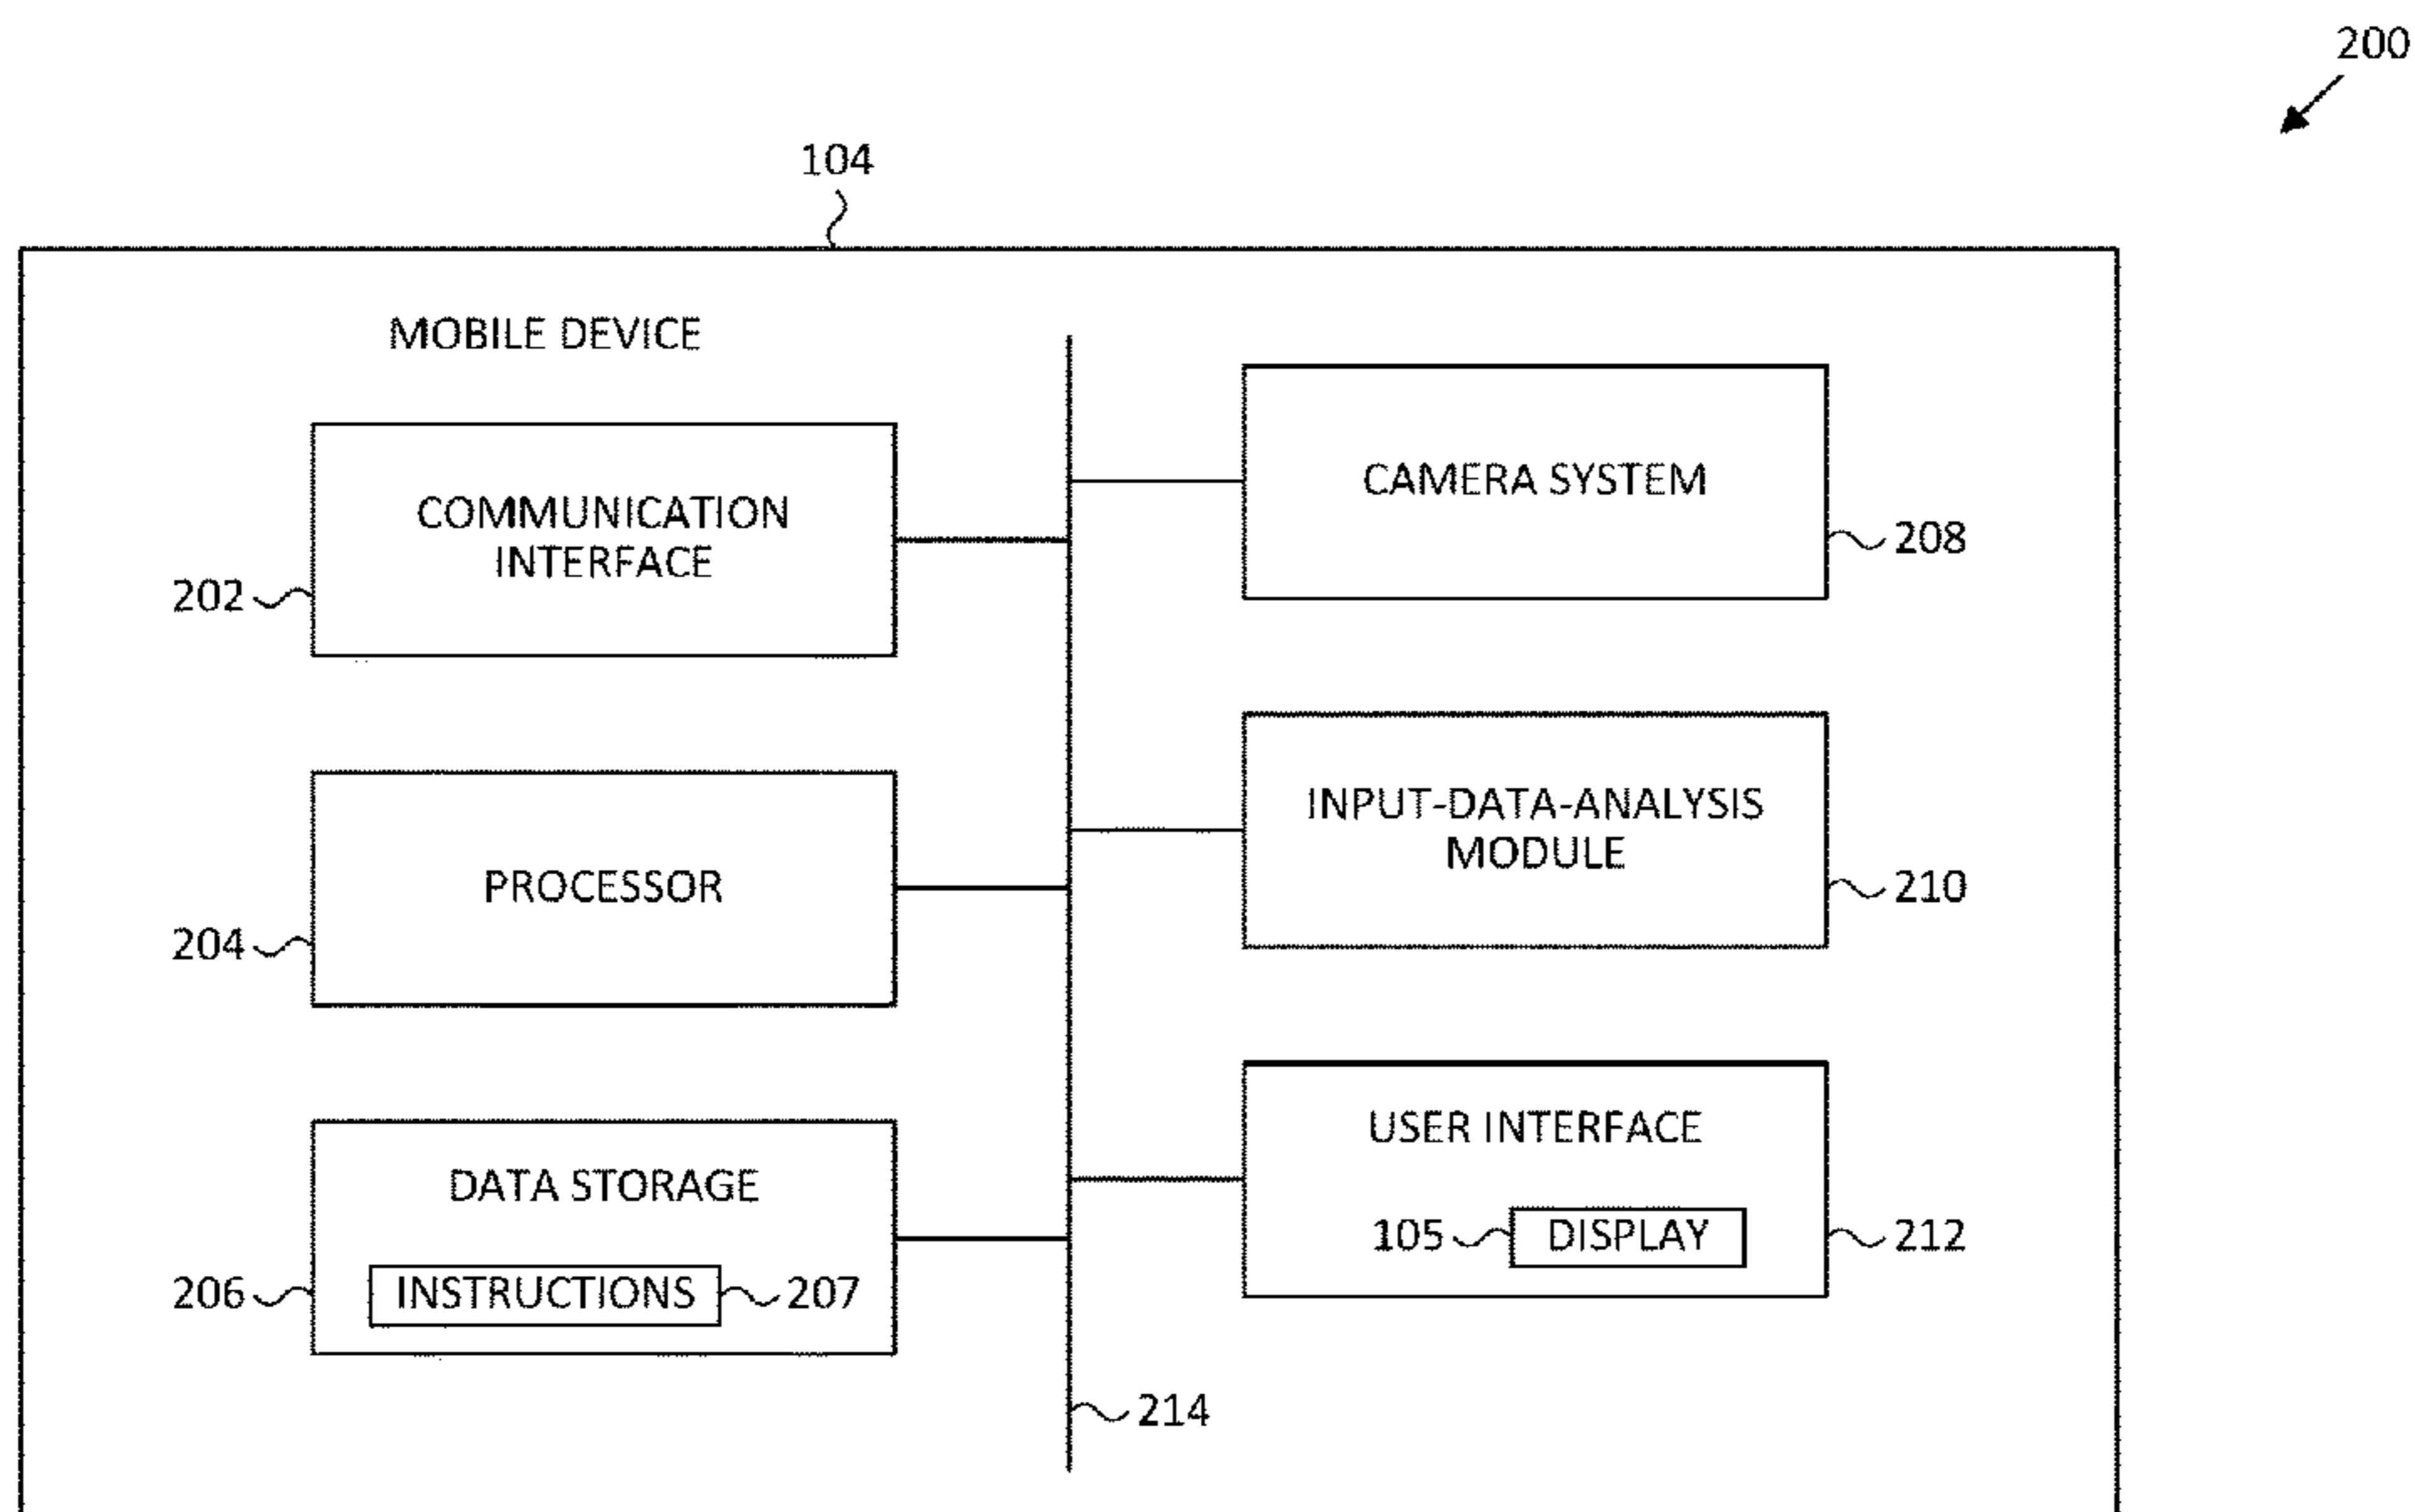 200
104
MOBILE DEVICE
COMMUNICATION
INTERFACE
202
PROCESSOR
204
DATA STORAGE
206
INSTRUCTIONS
207
CAMERA SYSTEM
208
INPUT-DATA-ANALYSIS
MODULE
210
USER INTERFACE
105
DISPLAY
212
214